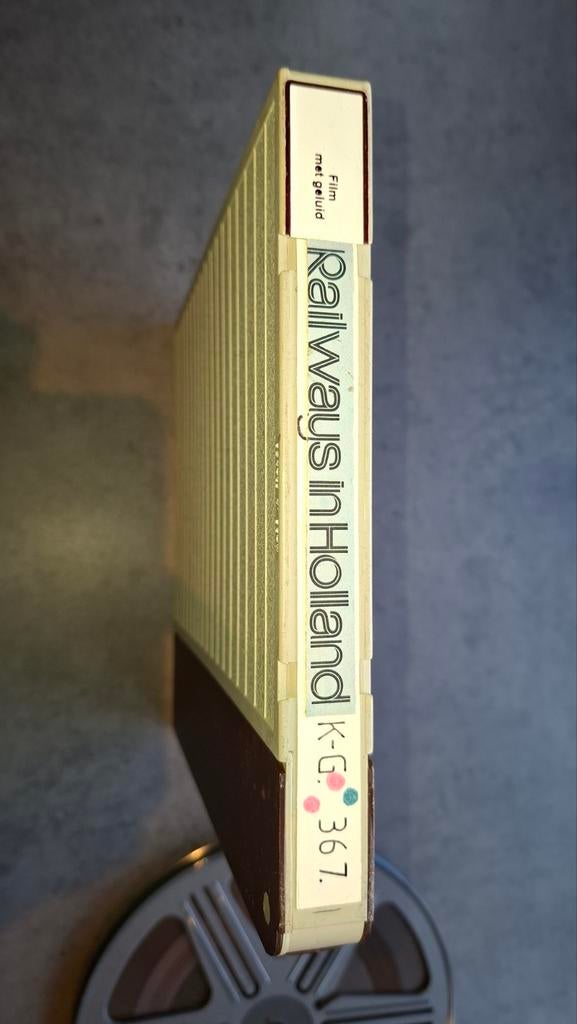 Film
met geluid
Railways in Holland
K-G. 367.